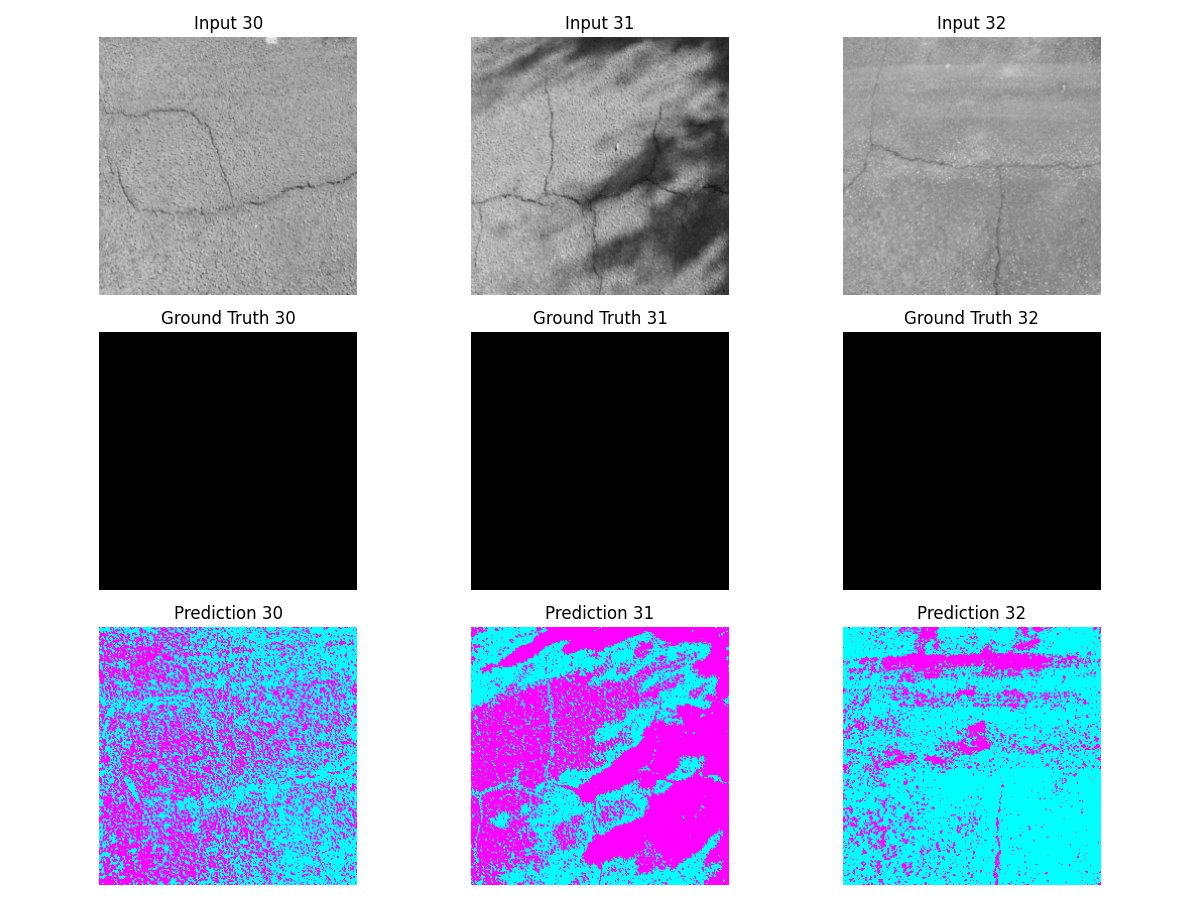 Input 30
Input 31
Input 32
Ground Truth 30
Ground Truth 31
Ground Truth 32
Prediction 30
Prediction 31
Prediction 32